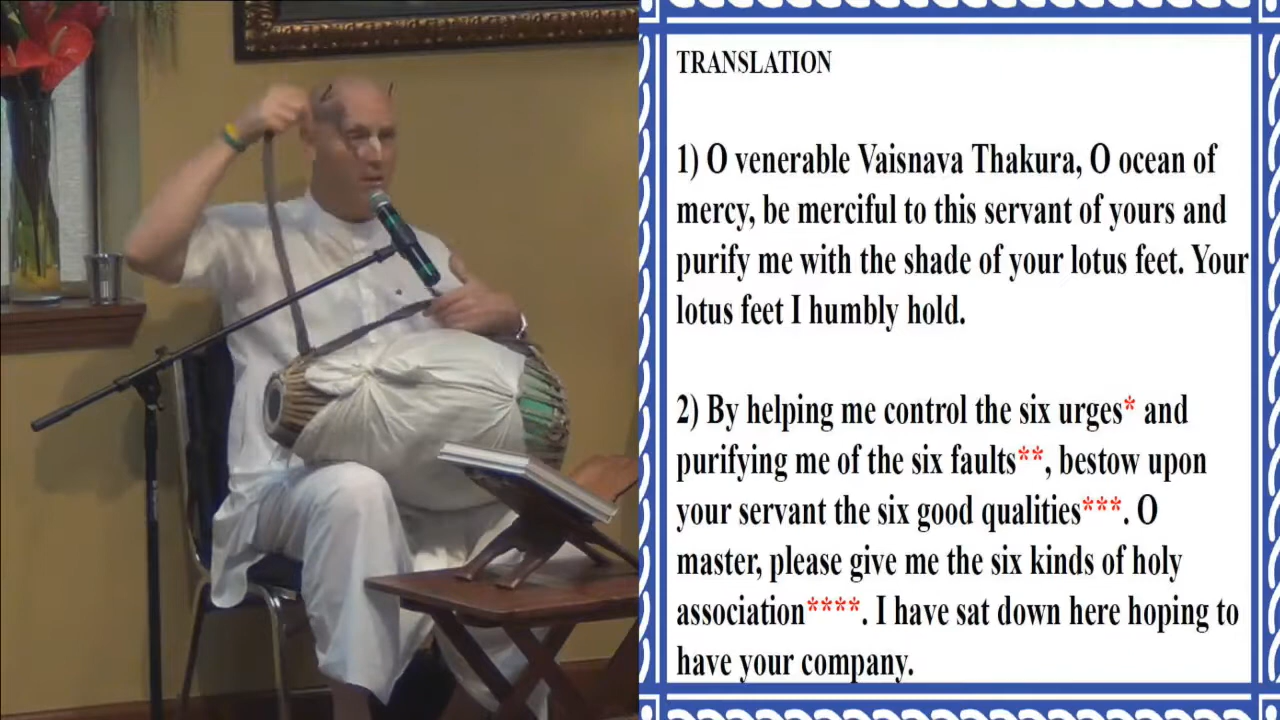 TRANSLATION
1) O venerable Vaisnava Thakura, O ocean of
mercy, be merciful to this servant of yours and
purify me with the shade of your lotus feet. Your
lotus feet I humbly hold.
2) By helping me control the six urges* and
purifying me of the six faults**, bestow upon
your servant the six good qualities***. O
master, please give me the six kinds of holy
association****. I have sat down here hoping to
have your company.